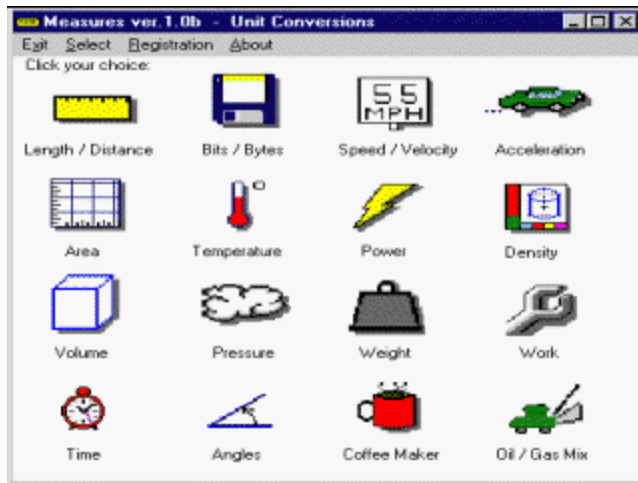 Measures ver.1.0b - Unit Conversions
Exit Select Registration About
Click your choice:
55
MPH
Length / Distance Bits / Bytes Speed / Velocity Acceleration
Area Temperature Power Density
Volume Pressure Weight Work
Time Angles Coffee Maker Oil / Gas Mix